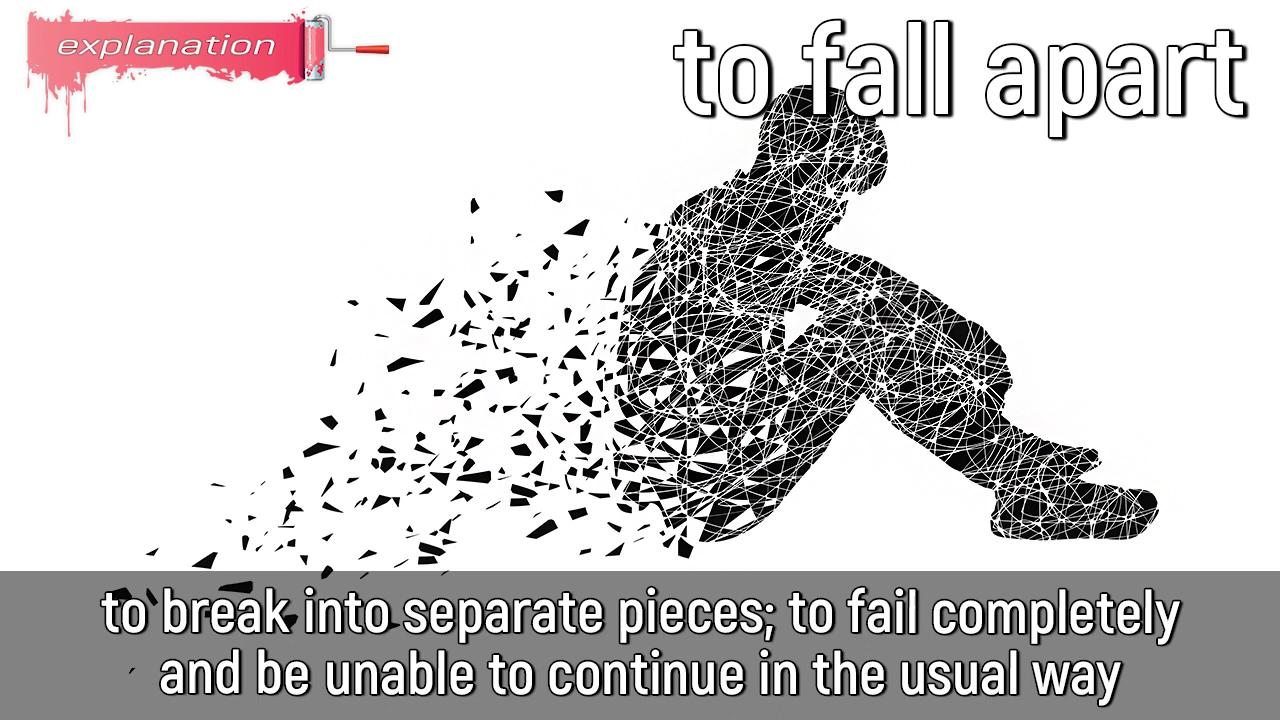 explanation
to fall apart
to break into separate pieces; to fail completely
and be unable to continue in the usual way